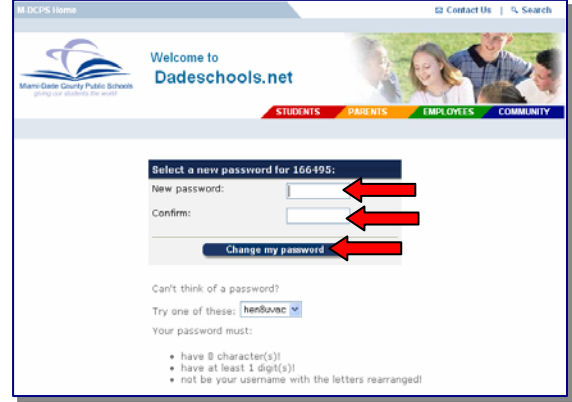 M-DCPS Home
Contact Us | Search
Welcome to
Dadeschools.net
Miami-Dade County Public Schools
giving our students the world
STUDENTS PARENTS EMPLOYEES COMMUNITY
Select a new password for 166495:
New password:
Confirm:
Change my password
Can't think of a password?
Try one of these: hen8uvac
Your password must:
• have 8 character(s)!
• have at least 1 digit(s)!
• not be your username with the letters rearranged!